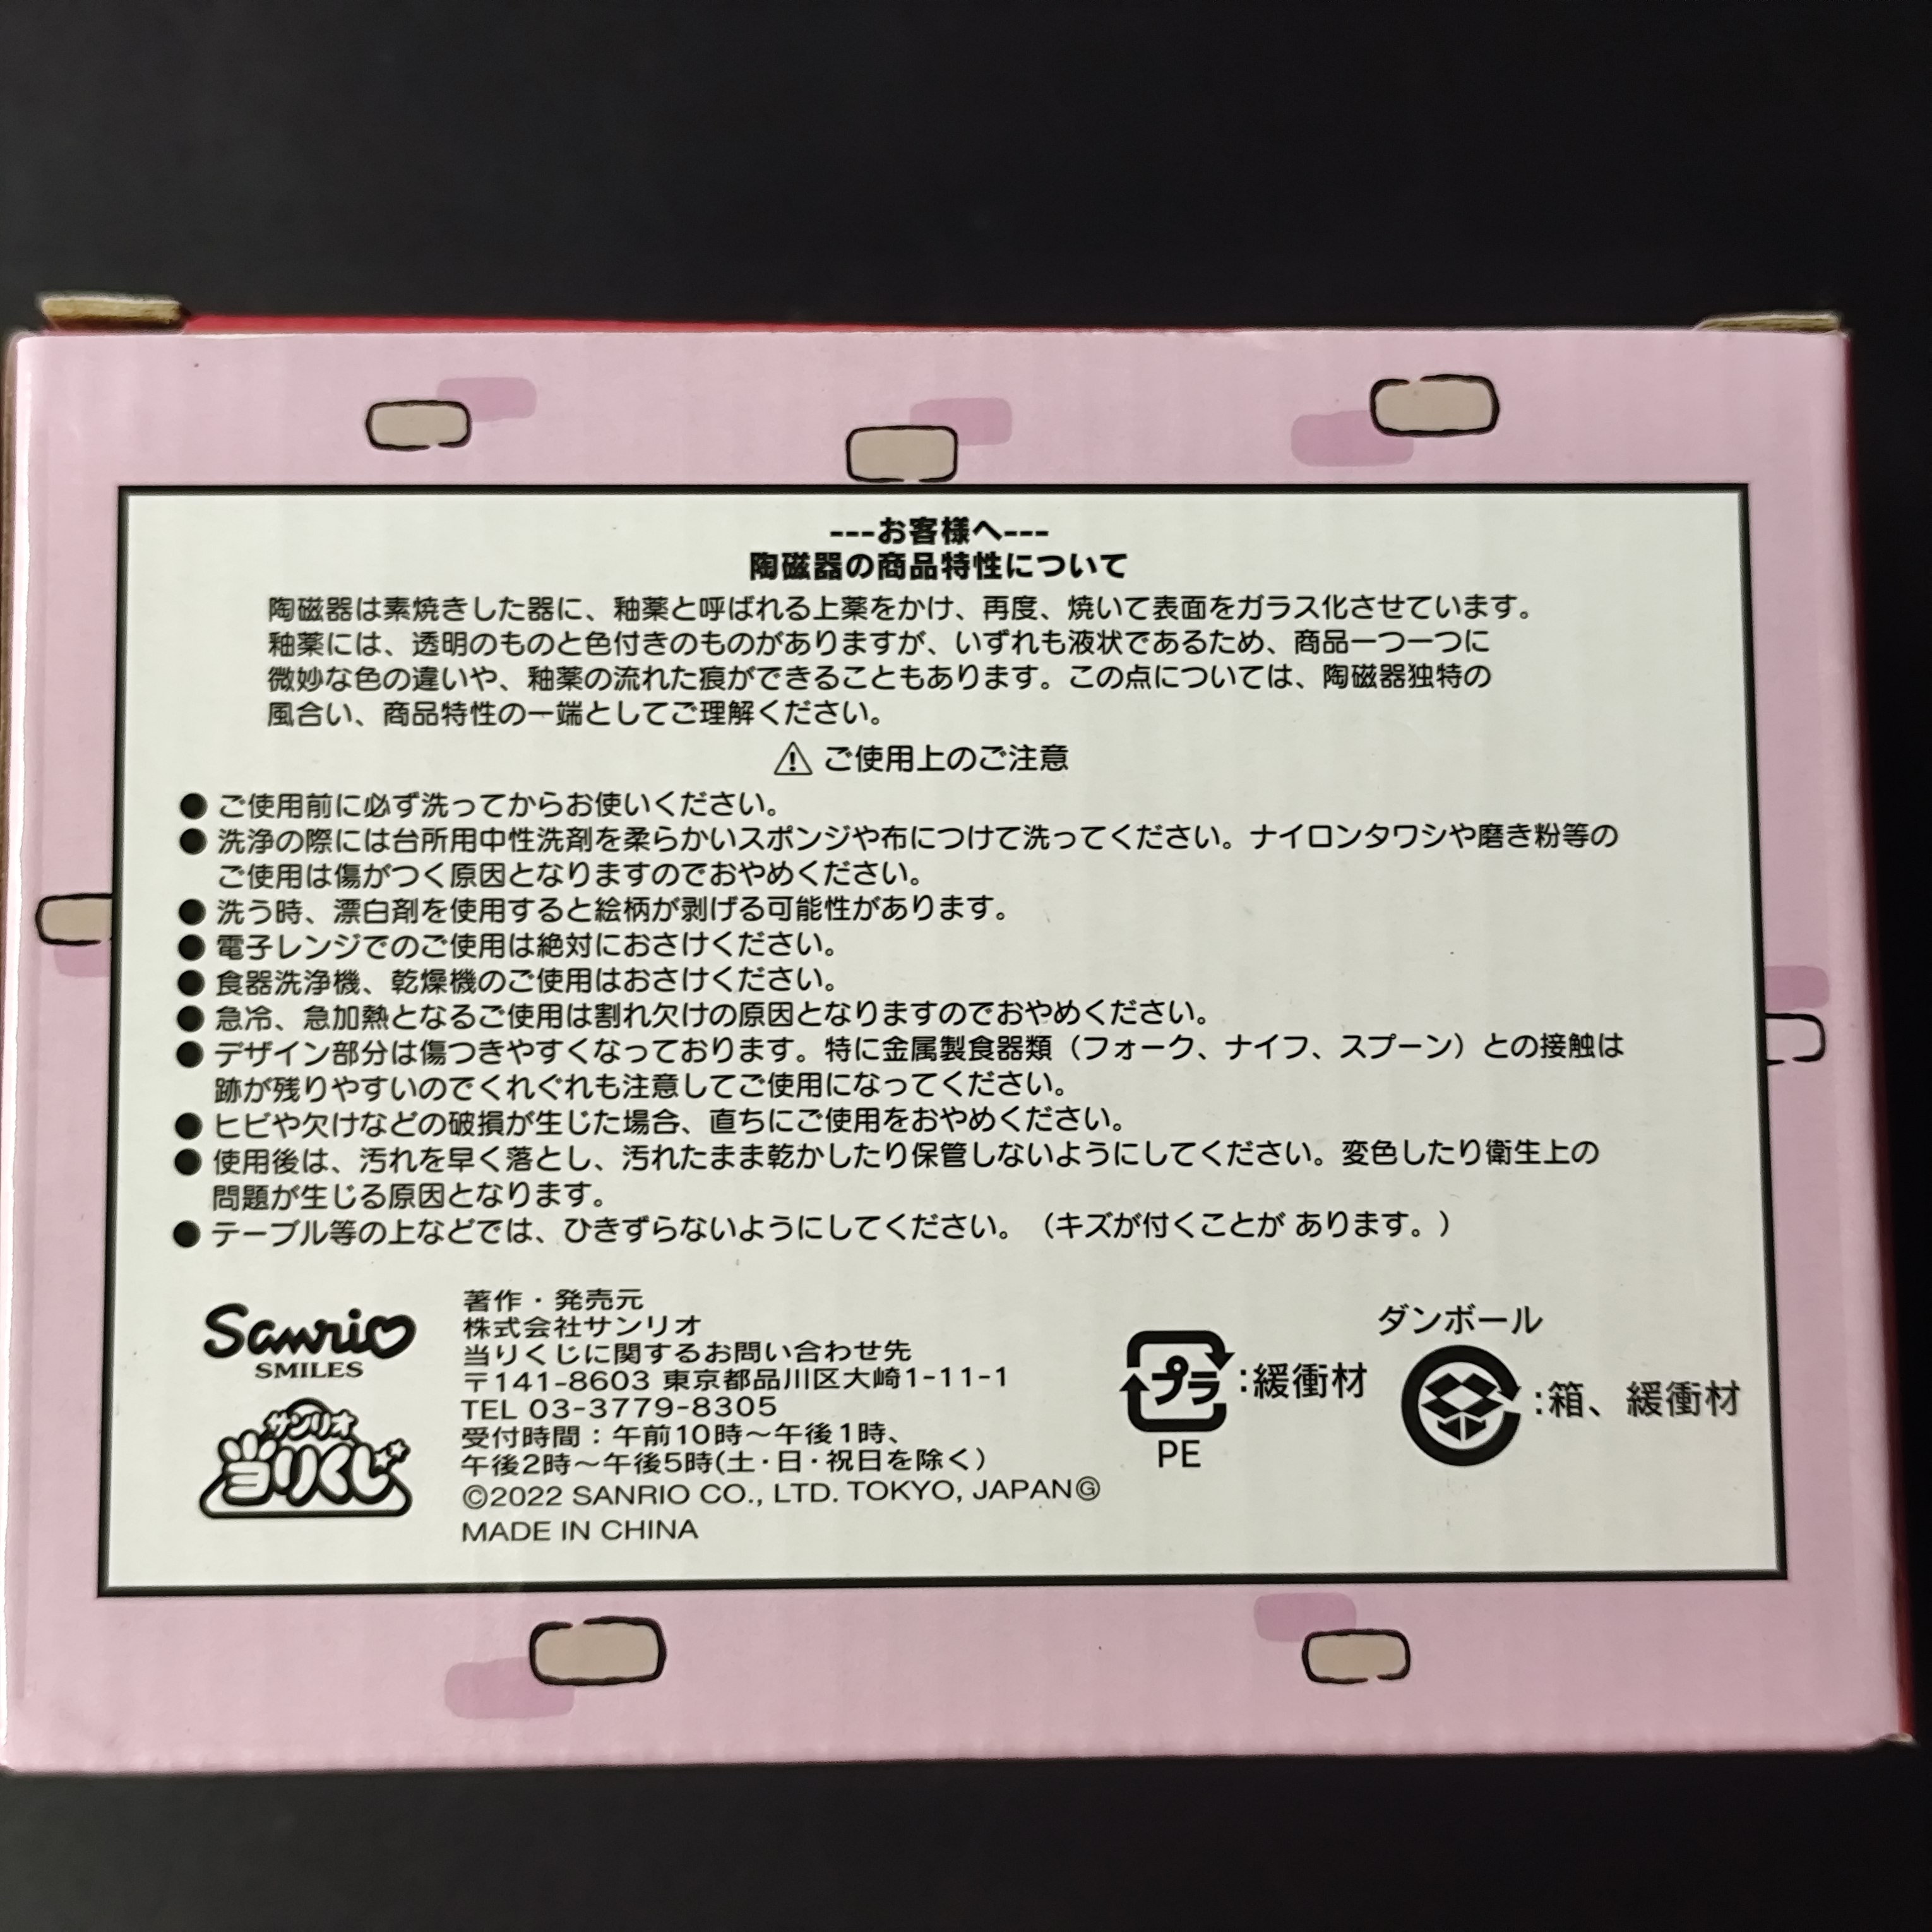 ---お客様へ---
陶磁器の商品特性について
陶磁器は素焼きした器に、釉薬と呼ばれる上薬をかけ、再度、焼いて表面をガラス化させています。
釉薬には、透明のものと色付きのものがありますが、いずれも液状であるため、商品一つ一つに
微妙な色の違いや、釉薬の流れた痕ができることもあります。この点については、陶磁器独特の
風合い、商品特性の一端としてご理解ください。
⚠ ご使用上のご注意
● ご使用前に必ず洗ってからお使いください。
● 洗浄の際には台所用中性洗剤を柔らかいスポンジや布につけて洗ってください。ナイロンタワシや磨き粉等の
ご使用は傷がつく原因となりますのでおやめください。
● 洗う時、漂白剤を使用すると絵柄が剥げる可能性があります。
● 電子レンジでのご使用は絶対におさけください。
● 食器洗浄機、乾燥機のご使用はおさけください。
● 急冷、急加熱となるご使用は割れ欠けの原因となりますのでおやめください。
● デザイン部分は傷つきやすくなっております。特に金属製食器類（フォーク、ナイフ、スプーン）との接触は
跡が残りやすいのでくれぐれも注意してご使用になってください。
● ヒビや欠けなどの破損が生じた場合、直ちにご使用をおやめください。
● 使用後は、汚れを早く落とし、汚れたまま乾かしたり保管しないようにしてください。変色したり衛生上の
問題が生じる原因となります。
● テーブル等の上などでは、ひきずらないようにしてください。（キズが付くことが あります。）
Sanrio
SMILES
サンリオ
当りくじ
著作・発売元
株式会社サンリオ
当りくじに関するお問い合わせ先
〒141-8603 東京都品川区大崎1-11-1
TEL 03-3779-8305
受付時間：午前10時～午後1時、
午後2時～午後5時(土・日・祝日を除く)
©2022 SANRIO CO., LTD. TOKYO, JAPANⒼ
MADE IN CHINA
プラ:緩衝材
PE
ダンボール
:箱、緩衝材